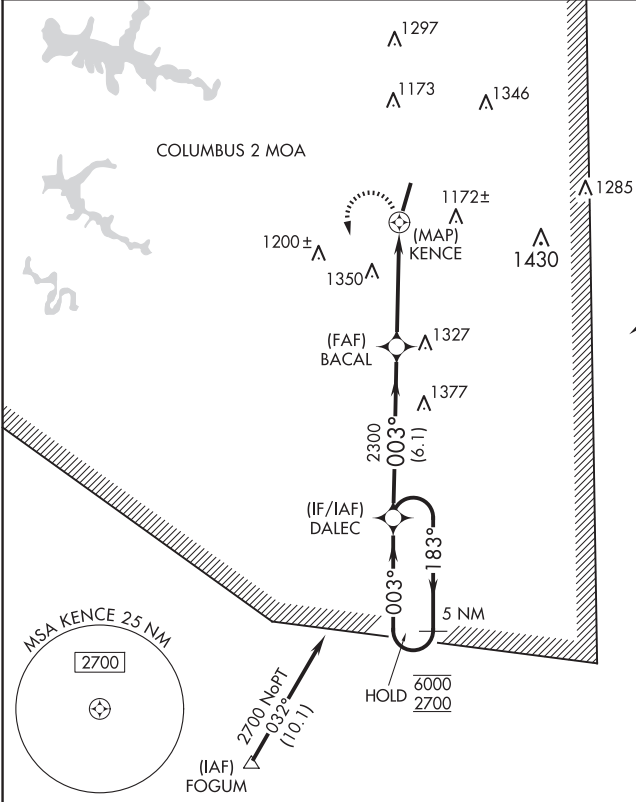 1297
1173
1346
COLUMBUS 2 MOA
1285
1172±
(MAP)
KENCE
1200±
1430
1350
(FAF)
BACAL
1327
1377
2300
003°
(6.1)
(IF/IAF)
DALEC
003°
183°
5 NM
MSA KENCE 25 NM
2700
HOLD
6000
2700
2700 NoPT
032°
(10.1)
(IAF)
FOGUM